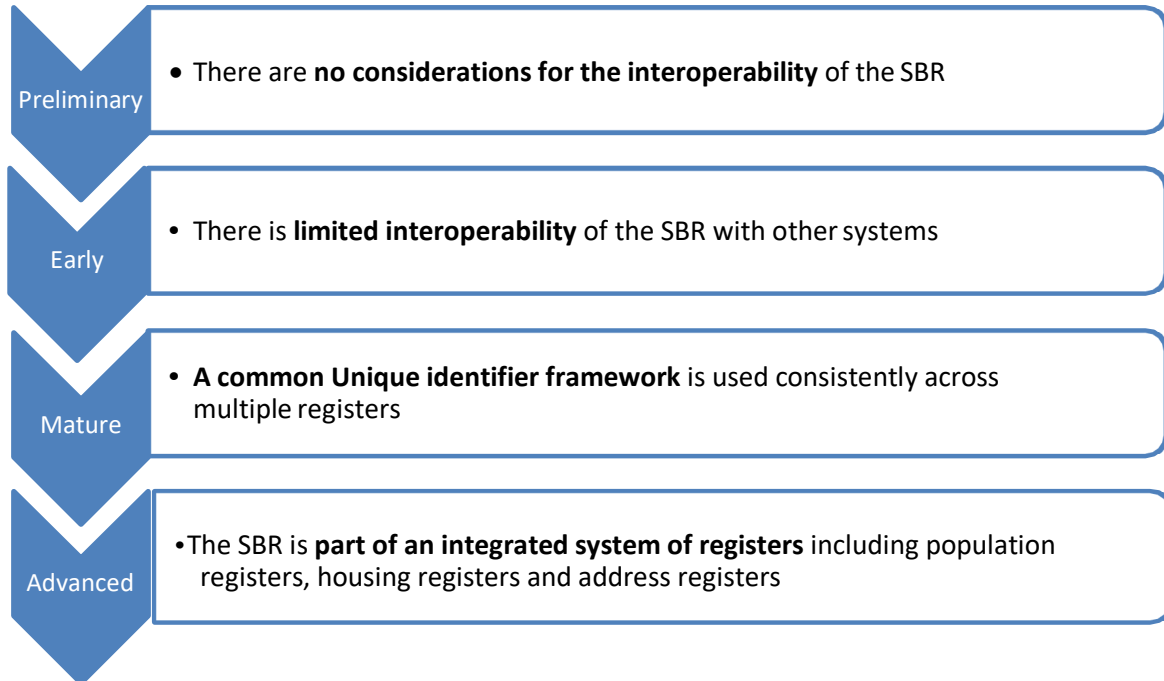 Preliminary
• There are no considerations for the interoperability of the SBR
Early
• There is limited interoperability of the SBR with other systems
Mature
• A common Unique identifier framework is used consistently across
multiple registers
Advanced
•The SBR is part of an integrated system of registers including population
registers, housing registers and address registers